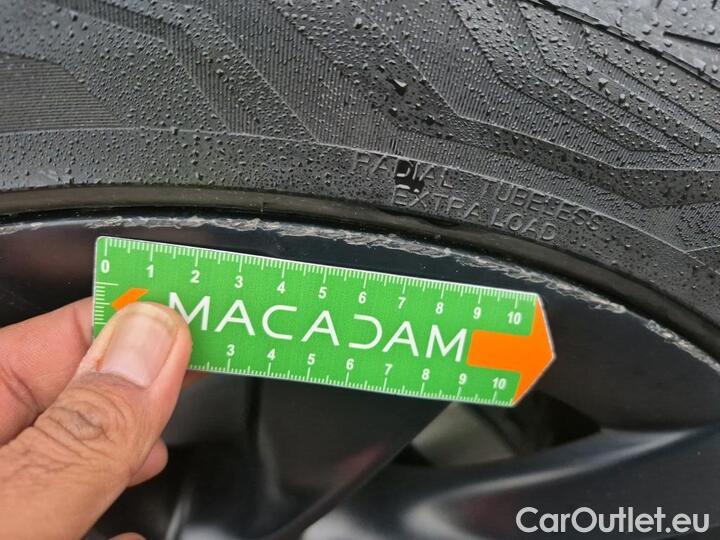 RADIAL TUBELESS
EXTRA LOAD
0 1 2 3 4 5 6 7 8 9 10
MACADAM
3 4 5 6 7 8 9 10
CarOutlet.eu